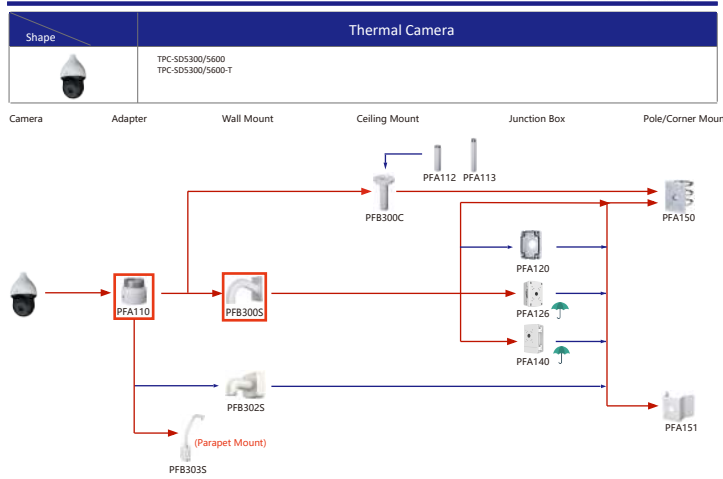 Shape
Thermal Camera
TPC-SD5300/5600
TPC-SD5300/5600-T
Camera
Adapter
Wall Mount
Ceiling Mount
Junction Box
Pole/Corner Moun
PFA112
PFA113
PFB300C
PFA150
PFA120
PFA110
PFB300S
PFA126
PFA140
PFB302S
PFA151
(Parapet Mount)
PFB303S